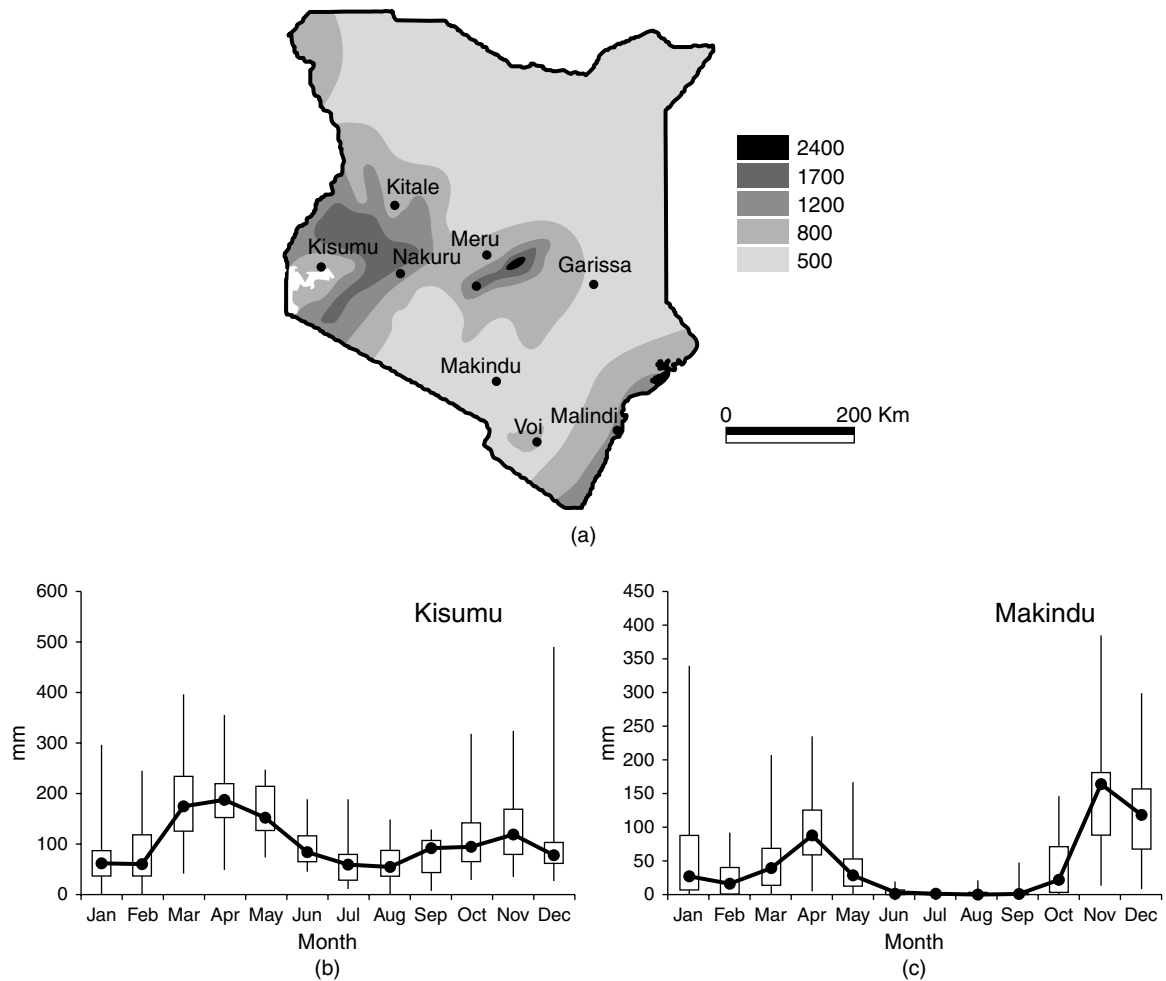 Kitale
Kisumu
Meru
Nakuru
Garissa
Makindu
Voi
Malindi
2400
1700
1200
800
500
0 200 Km
(a)
Kisumu
600
500
400
300
200
100
0
mm
Jan Feb Mar Apr May Jun Jul Aug Sep Oct Nov Dec
Month
(b)
Makindu
450
400
350
300
250
200
150
100
50
0
mm
Jan Feb Mar Apr May Jun Jul Aug Sep Oct Nov Dec
Month
(c)